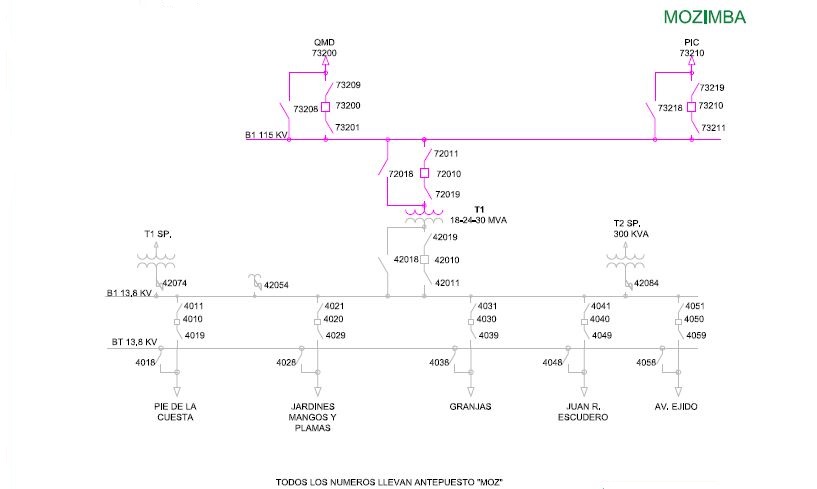 MOZIMBA
QMD
73200
PIC
73210
73209
73219
73208
73200
73218
73210
73201
73211
B1 115 KV
72011
72018
72010
72019
T1
18-24-30 MVA
T1 SP.
T2 SP.
300 KVA
42019
42018
42010
42011
42074
42054
42084
B1 13,8 KV
4011
4021
4031
4041
4051
4010
4020
4030
4040
4050
4019
4029
4039
4049
4059
BT 13,8 KV
4018
4028
4038
4048
4058
PIE DE LA
CUESTA
JARDINES
MANGOS Y
PLAMAS
GRANJAS
JUAN R.
ESCUDERO
AV. EJIDO
TODOS LOS NUMEROS LLEVAN ANTEPUESTO "MOZ"